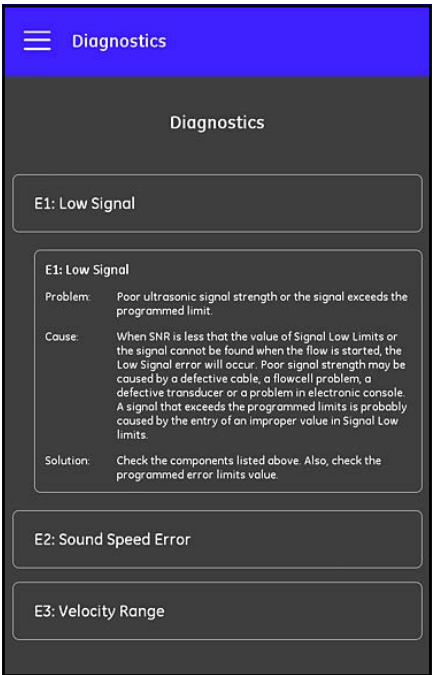 Diagnostics
Diagnostics
E1: Low Signal
E1: Low Signal
Problem: Poor ultrasonic signal strength or the signal exceeds the
programmed limit.
Cause: When SNR is less that the value of Signal Low Limits or
the signal cannot be found when the flow is started, the
Low Signal error will occur. Poor signal strength may be
caused by a defective cable, a flowcell problem, a
defective transducer or a problem in electronic console.
A signal that exceeds the programmed limits is probably
caused by the entry of an improper value in Signal Low
limits.
Solution: Check the components listed above. Also, check the
programmed error limits value.
E2: Sound Speed Error
E3: Velocity Range